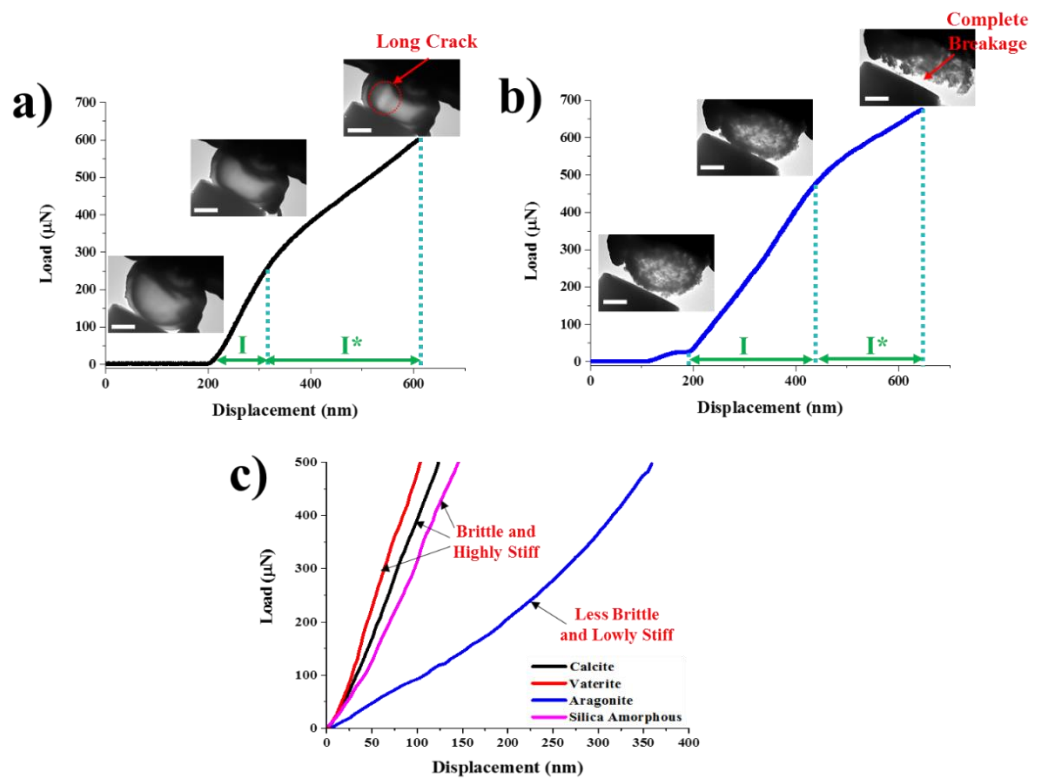 a)
Long Crack
700
600
500
400
300
200
100
0
Load (μN)
I
I*
0
200
400
600
Displacement (nm)
b)
Complete
Breakage
700
600
500
400
300
200
100
0
Load (μN)
I
I*
0
200
400
600
Displacement (nm)
c)
500
400
300
200
100
0
Load (μN)
Brittle and
Highly Stiff
Less Brittle
and Lowly Stiff
Calcite
Vaterite
Aragonite
Silica Amorphous
0
50
100
150
200
250
300
350
400
Displacement (nm)